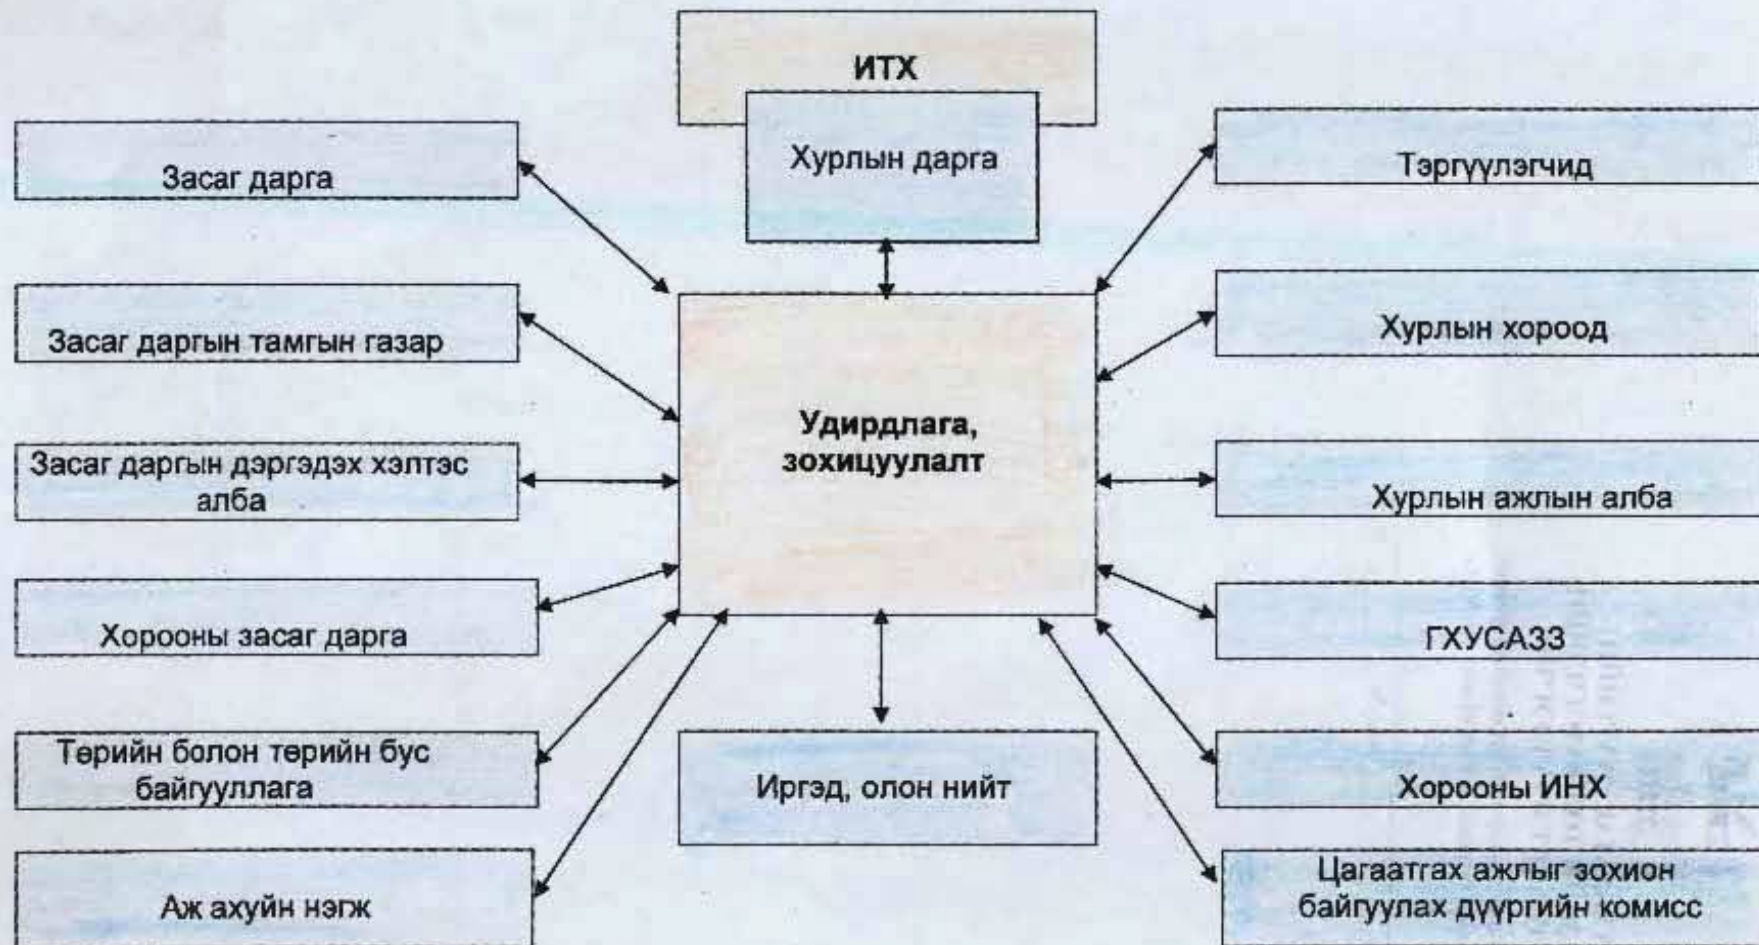 ИТХ
Хурлын дарга
Засаг дарга
Тэргүүлэгчид
Засаг даргын тамгын газар
Хурлын хороод
Удирдлага,
зохицуулалт
Засаг даргын дэргэдэх хэлтэс
алба
Хурлын ажлын алба
Хорооны засаг дарга
ГХУСАЗЗ
Төрийн болон төрийн бус
байгууллага
Иргэд, олон нийт
Хорооны ИНХ
Аж ахуйн нэгж
Цагаатгах ажлыг зохион
байгуулах дүүргийн комисс